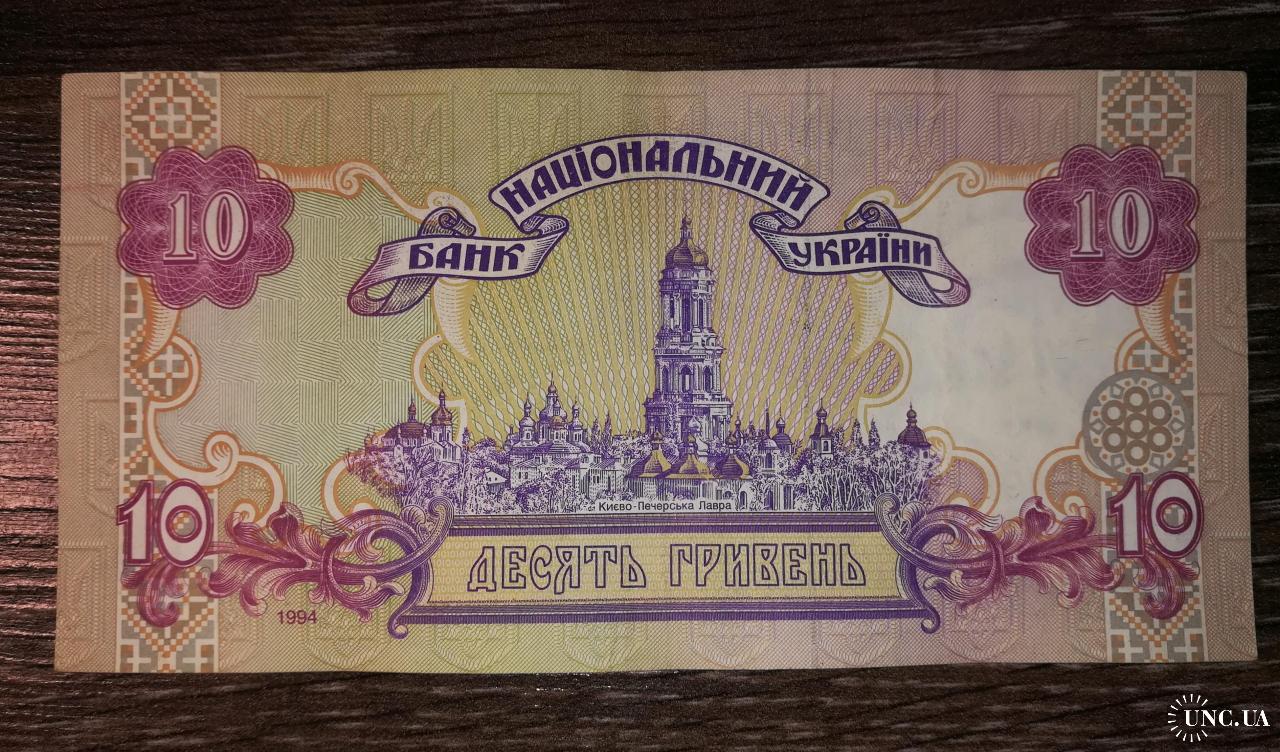 10
НАЦІОНАЛЬНИЙ
10
БАНК
УКРАЇНИ
Києво-Печерська Лавра
10
10
ДЕСЯТЬ ГРИВЕНЬ
1994
UNC.UA